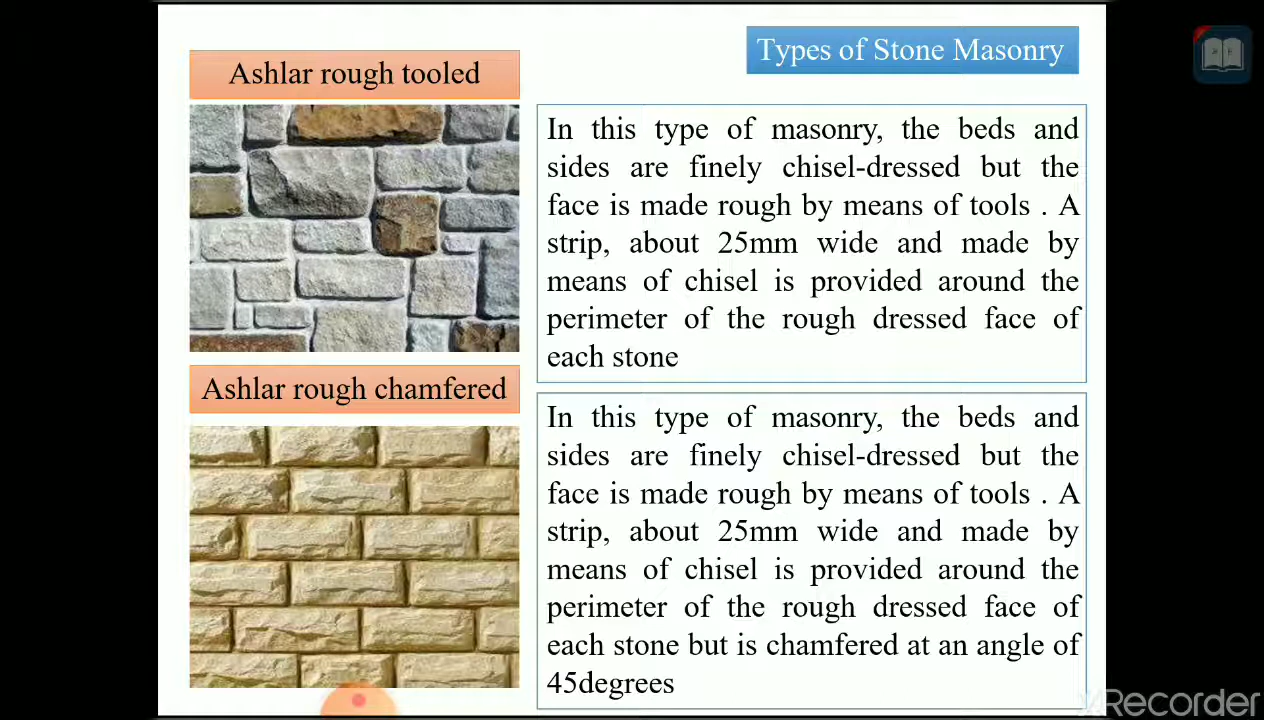 Types of Stone Masonry
Ashlar rough tooled
In this type of masonry, the beds and
sides are finely chisel-dressed but the
face is made rough by means of tools . A
strip, about 25mm wide and made by
means of chisel is provided around the
perimeter of the rough dressed face of
each stone
Ashlar rough chamfered
In this type of masonry, the beds and
sides are finely chisel-dressed but the
face is made rough by means of tools . A
strip, about 25mm wide and made by
means of chisel is provided around the
perimeter of the rough dressed face of
each stone but is chamfered at an angle of
45degrees
XRecorder